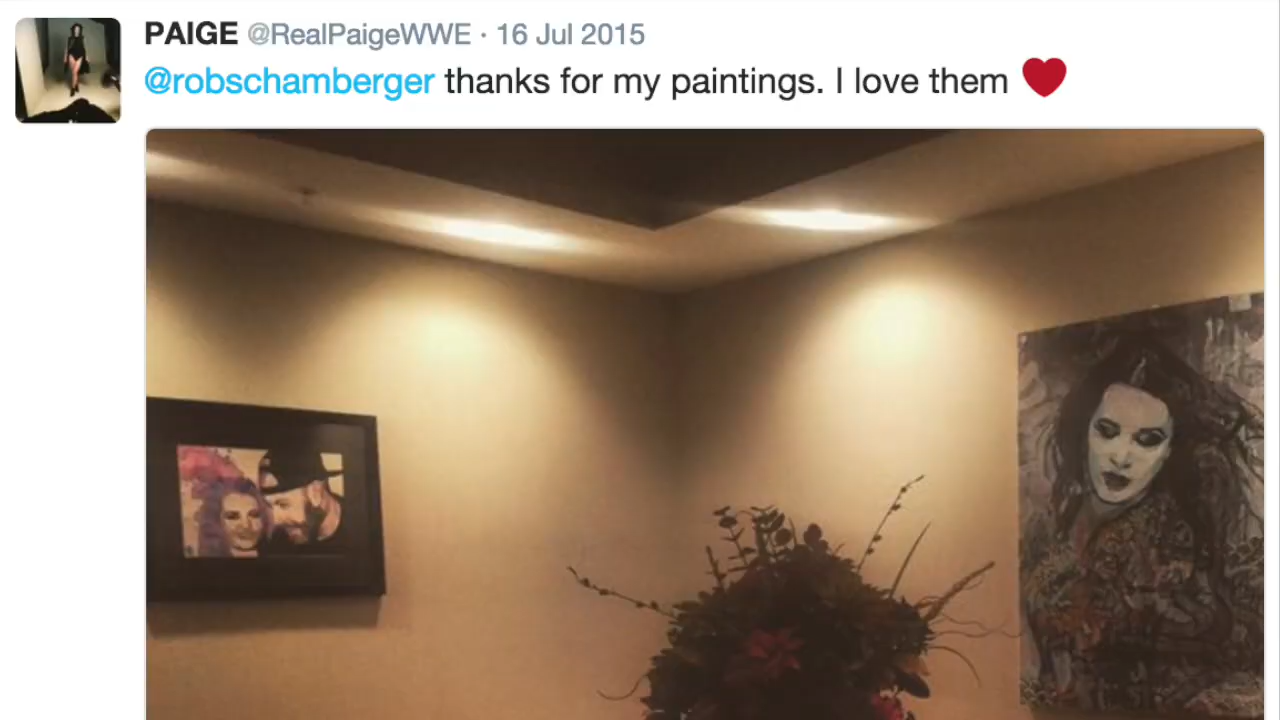 PAIGE @RealPaigeWWE · 16 Jul 2015
@robschamberger thanks for my paintings. I love them ❤